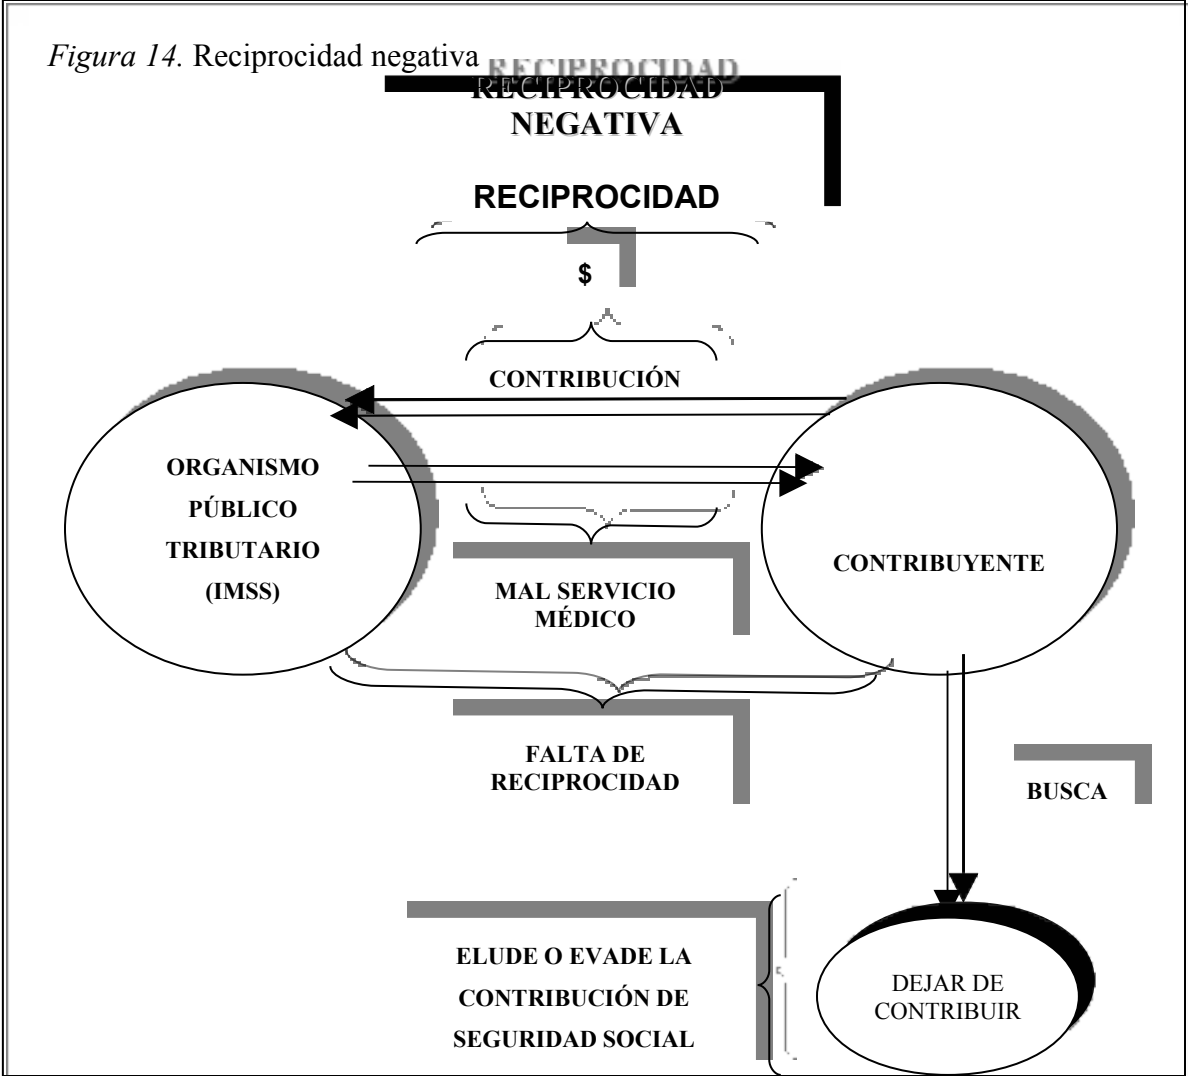 Figura 14. Reciprocidad negativa
RECIPROCIDAD
NEGATIVA
RECIPROCIDAD
$
CONTRIBUCIÓN
ORGANISMO
PÚBLICO
TRIBUTARIO
(IMSS)
CONTRIBUYENTE
MAL SERVICIO
MÉDICO
FALTA DE
RECIPROCIDAD
BUSCA
ELUDE O EVADE LA
CONTRIBUCIÓN DE
SEGURIDAD SOCIAL
DEJAR DE
CONTRIBUIR